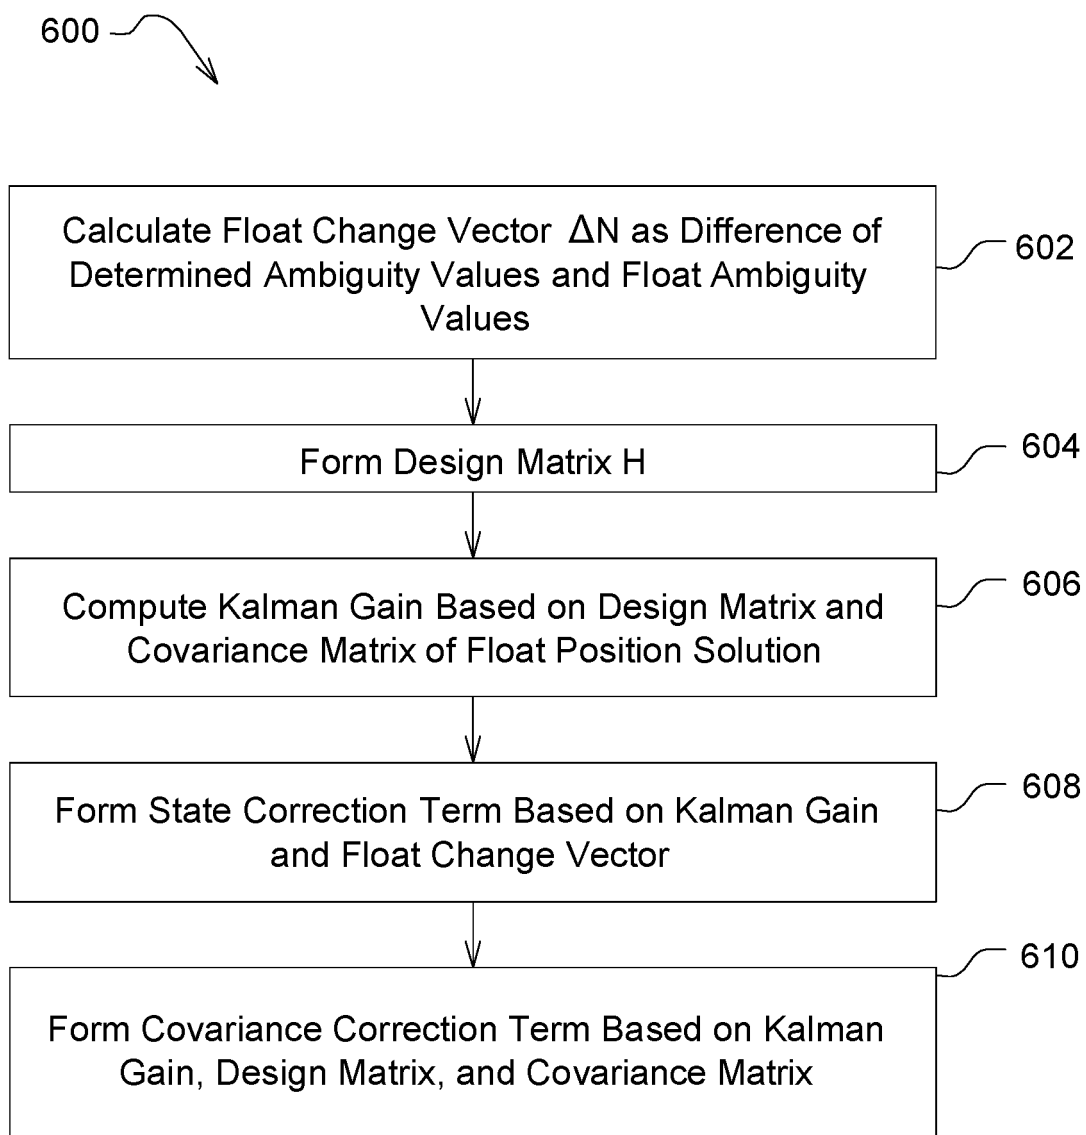 600
Calculate Float Change Vector ΔN as Difference of
Determined Ambiguity Values and Float Ambiguity
Values
602
Form Design Matrix H
604
Compute Kalman Gain Based on Design Matrix and
Covariance Matrix of Float Position Solution
606
Form State Correction Term Based on Kalman Gain
and Float Change Vector
608
Form Covariance Correction Term Based on Kalman
Gain, Design Matrix, and Covariance Matrix
610